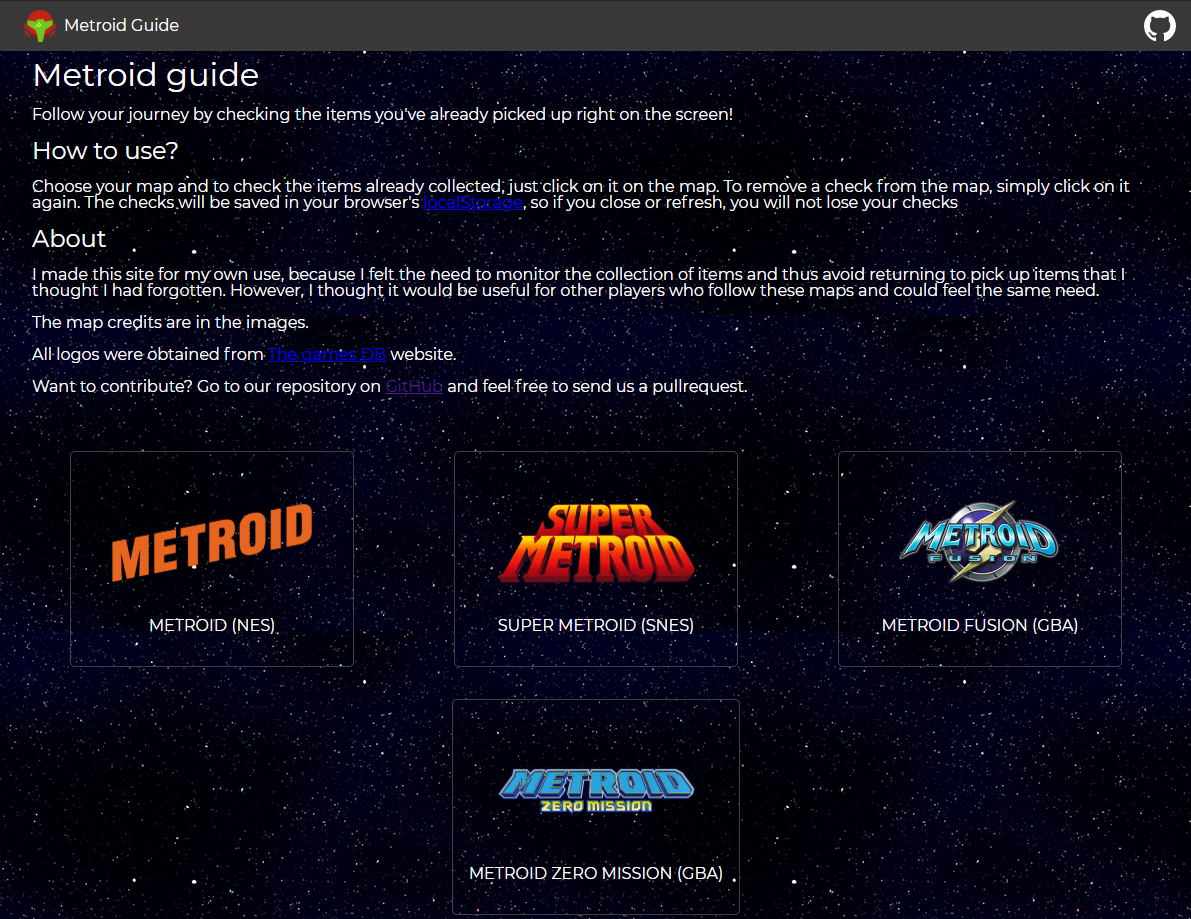 Metroid Guide
Metroid guide
Follow your journey by checking the items you've already picked up right on the screen!
How to use?
Choose your map and to check the items already collected, just click on it on the map. To remove a check from the map, simply click on it
again. The checks will be saved in your browser's localStorage, so if you close or refresh, you will not lose your checks
About
I made this site for my own use, because I felt the need to monitor the collection of items and thus avoid returning to pick up items that I
thought I had forgotten. However, I thought it would be useful for other players who follow these maps and could feel the same need.
The map credits are in the images.
All logos were obtained from The games DB website.
Want to contribute? Go to our repository on GitHub and feel free to send us a pullrequest.
METROID
METROID (NES)
SUPER
METROID
SUPER METROID (SNES)
METROID
FUSION
METROID FUSION (GBA)
METROID
ZERO MISSION
METROID ZERO MISSION (GBA)